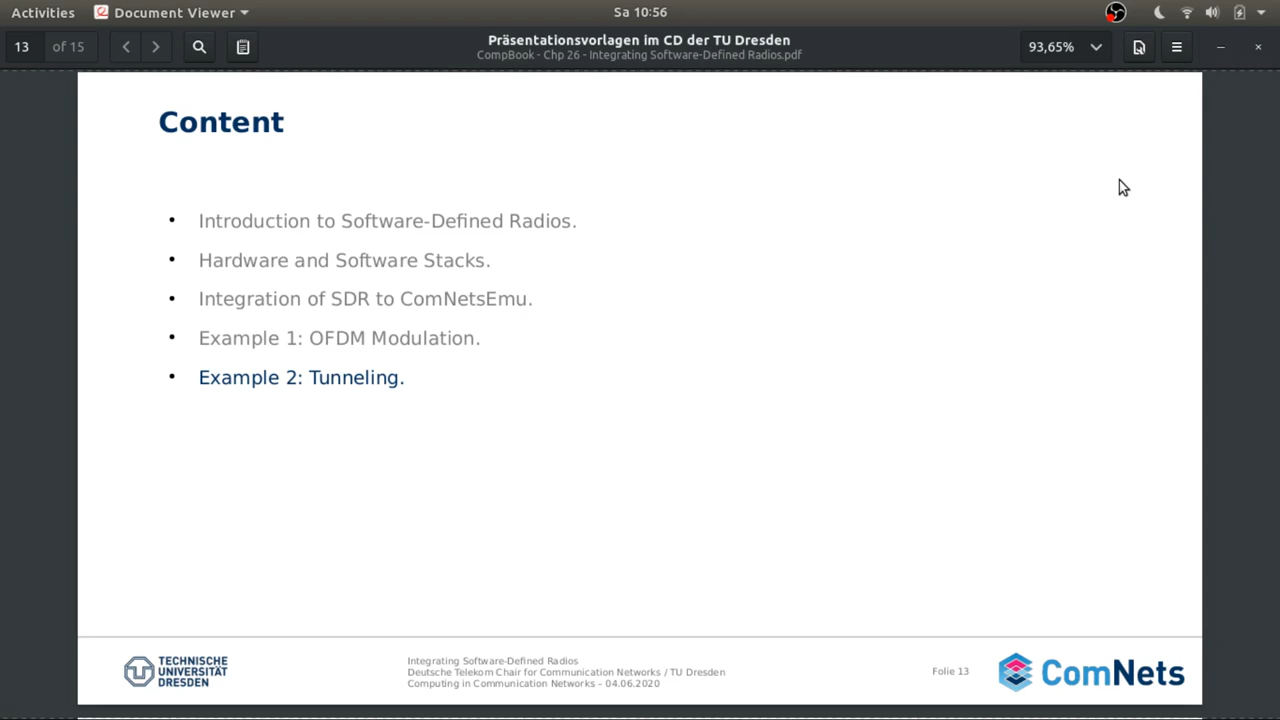 Activities
Document Viewer
Sa 10:56
13 of 15
Präsentationsvorlagen im CD der TU Dresden
CompBook - Chp 26 - Integrating Software-Defined Radios.pdf
93,65%
Content
• Introduction to Software-Defined Radios.
• Hardware and Software Stacks.
• Integration of SDR to ComNetsEmu.
• Example 1: OFDM Modulation.
• Example 2: Tunneling.
TECHNISCHE
UNIVERSITÄT
DRESDEN
Integrating Software-Defined Radios
Deutsche Telekom Chair for Communication Networks / TU Dresden
Computing in Communication Networks – 04.06.2020
Folie 13
ComNets